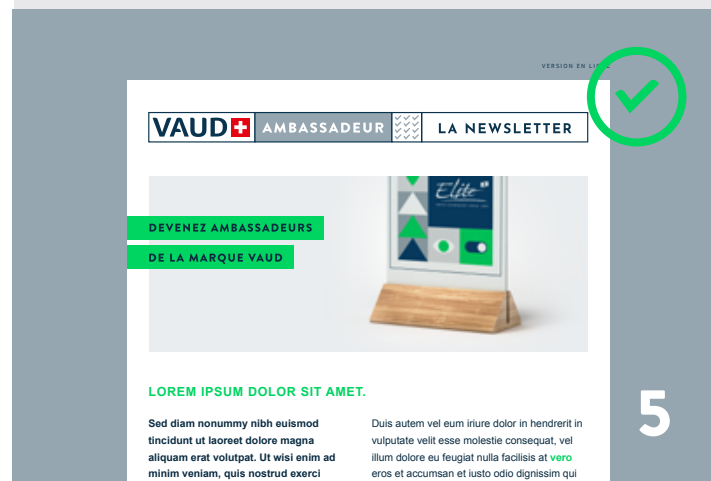 VERSION EN LIGNE
VAUD AMBASSADEUR LA NEWSLETTER
Elite
DEVENEZ AMBASSADEURS
DE LA MARQUE VAUD
LOREM IPSUM DOLOR SIT AMET.
Sed diam nonummy nibh euismod
tincidunt ut laoreet dolore magna
aliquam erat volutpat. Ut wisi enim ad
minim veniam, quis nostrud exerci
Duis autem vel eum iriure dolor in hendrerit in
vulputate velit esse molestie consequat, vel
illum dolore eu feugiat nulla facilisis at vero
eros et accumsan et iusto odio dignissim qui
5